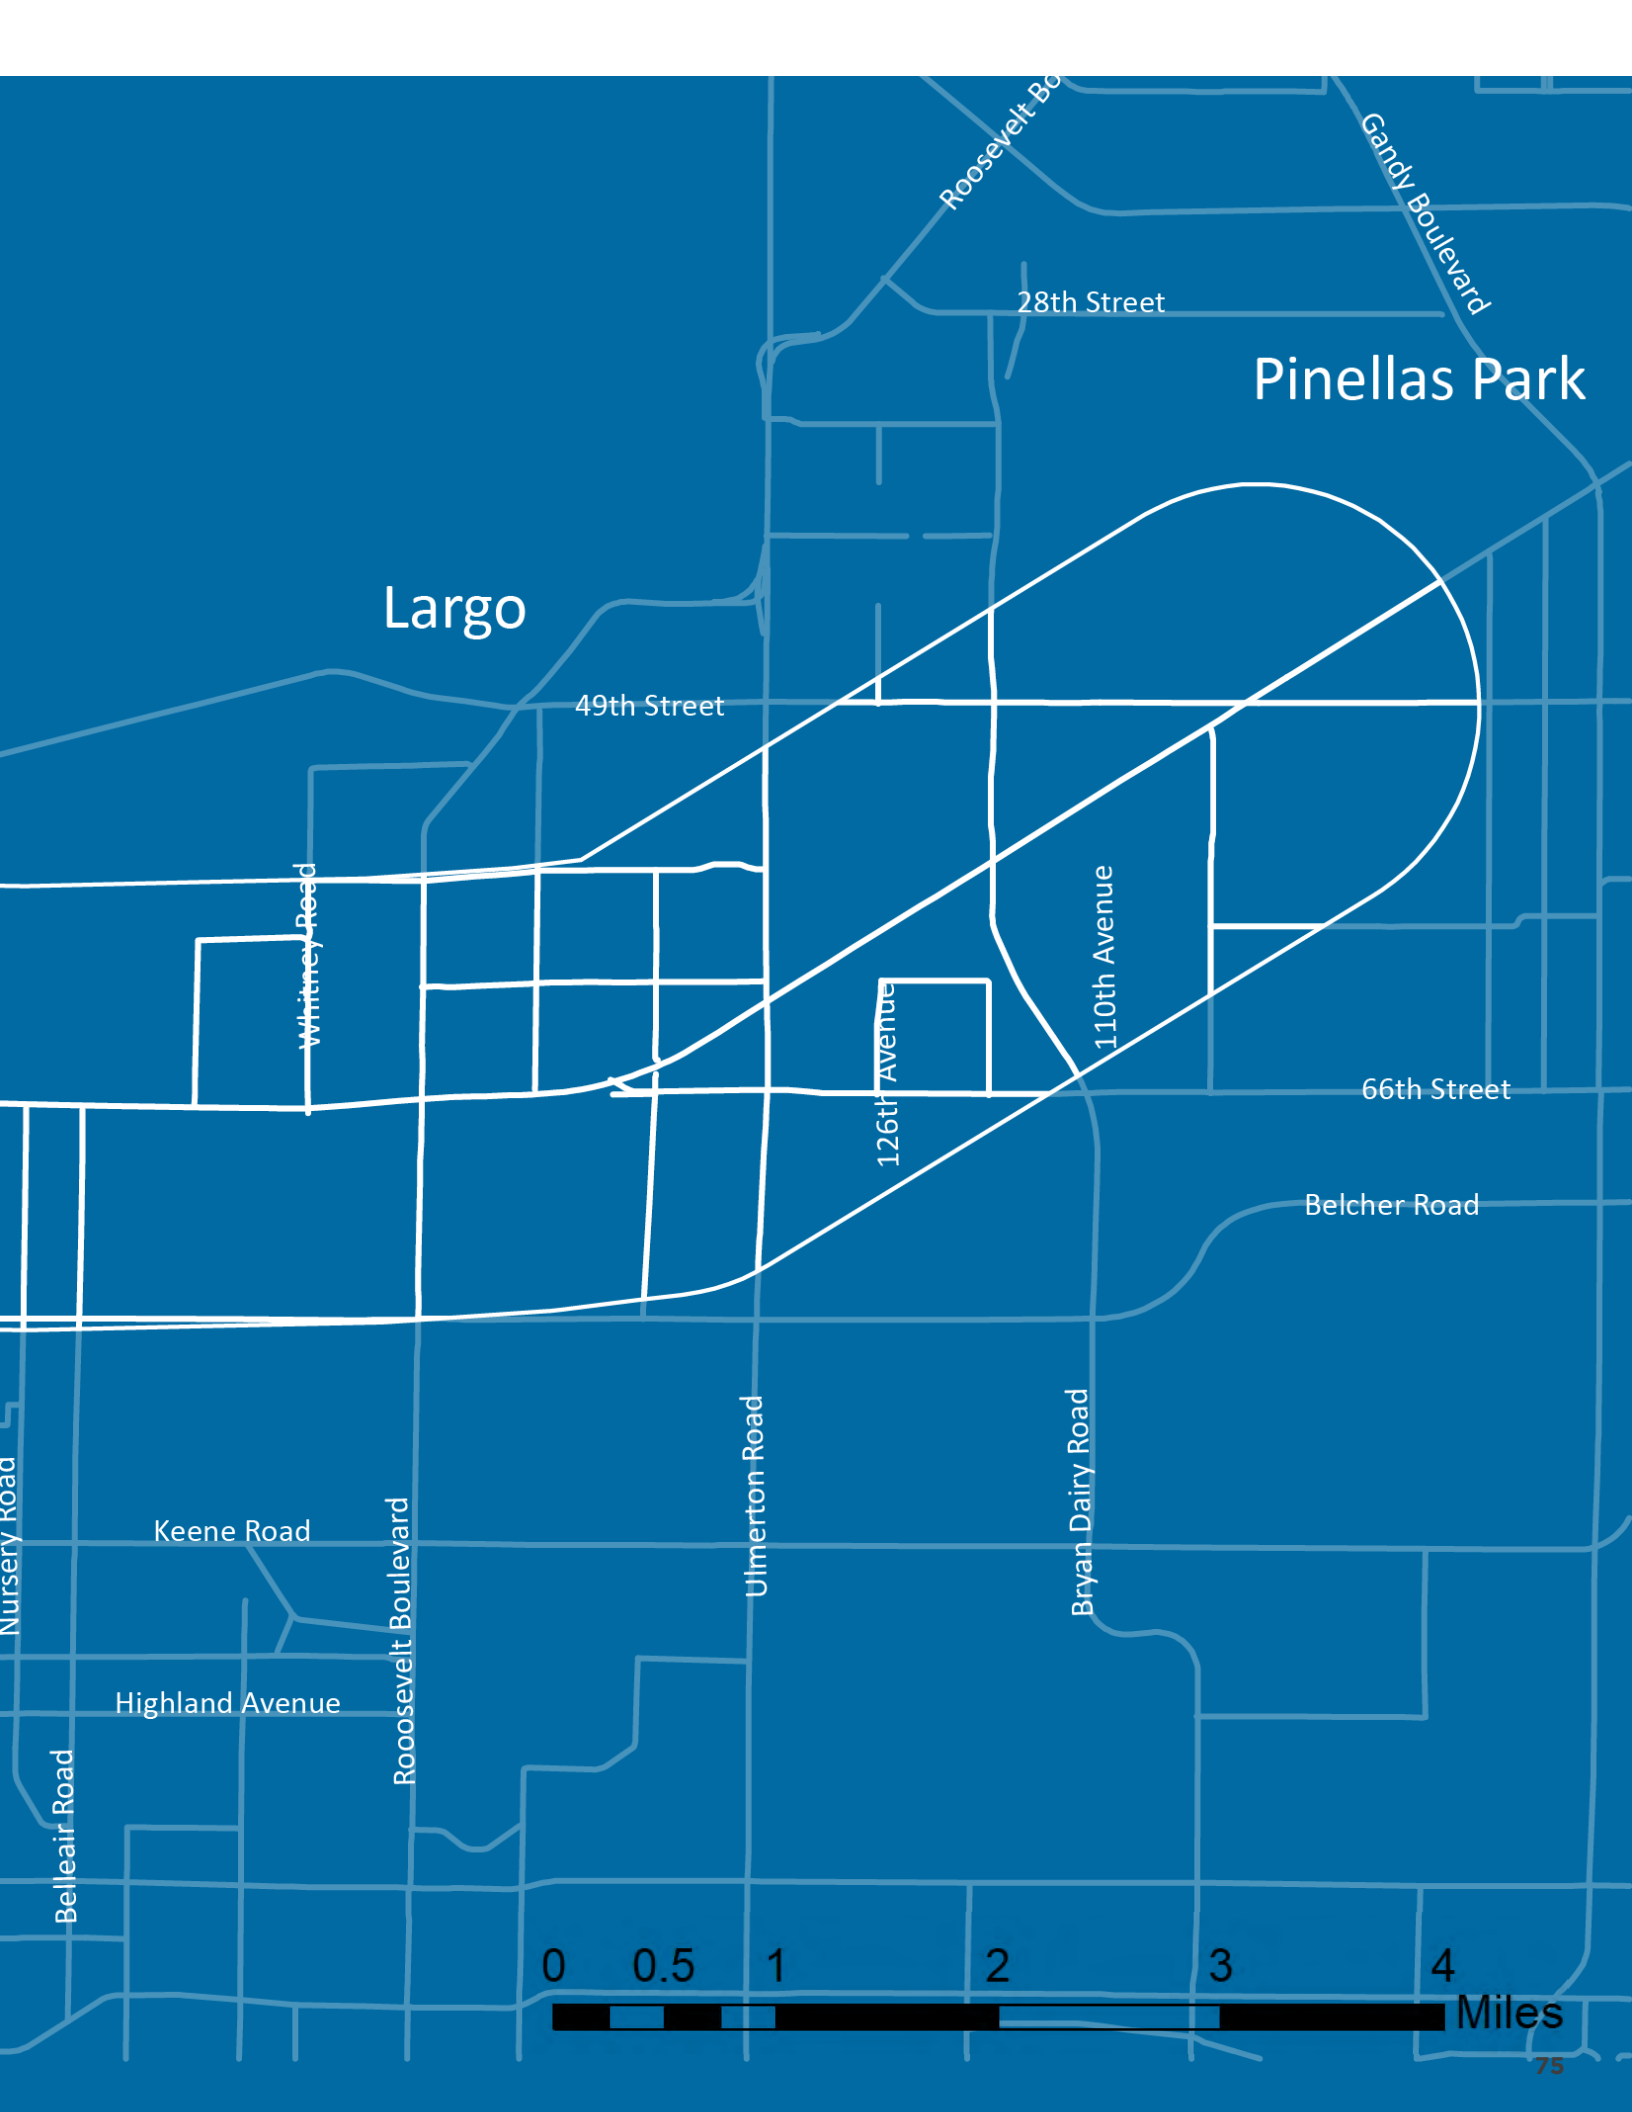 Roosevelt Bo
Gandy Boulevard
28th Street
Pinellas Park
Largo
49th Street
Whitney Road
110th Avenue
126th Avenue
66th Street
Belcher Road
Nursery Road
Keene Road
Rooosevelt Boulevard
Ulmerton Road
Bryan Dairy Road
Highland Avenue
Belleair Road
0 0.5 1 2 3 4
Miles
75